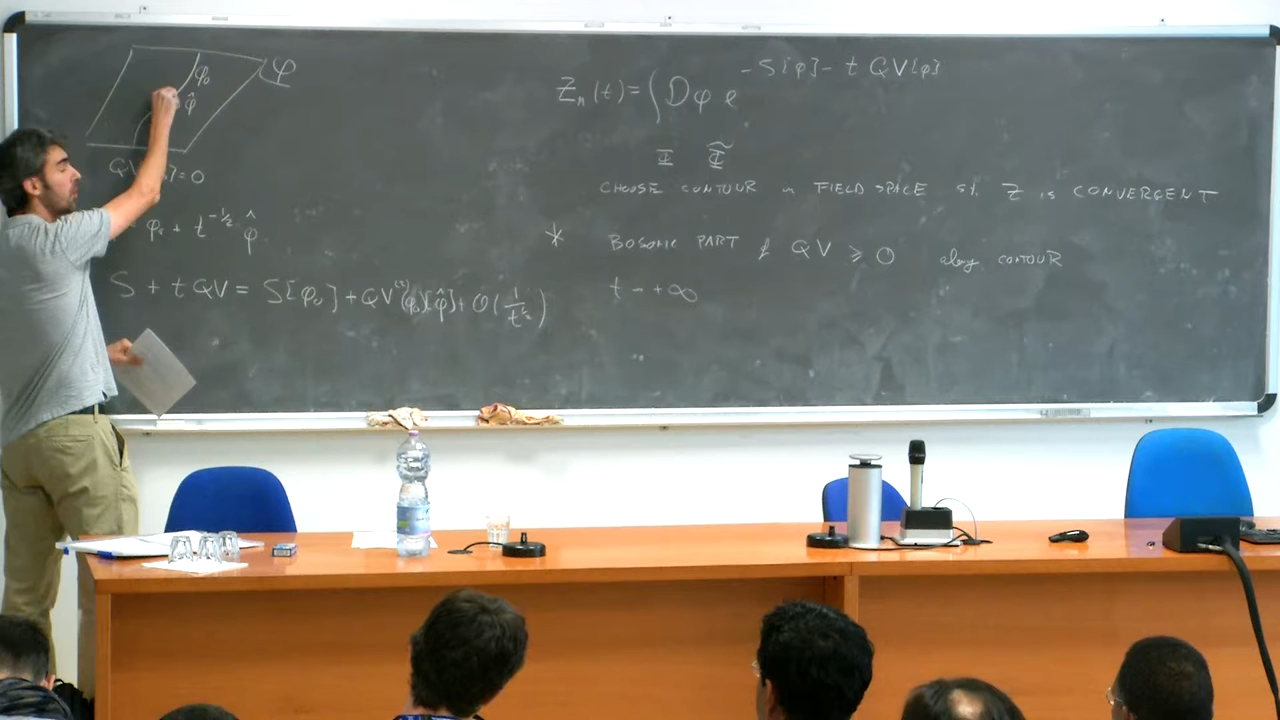 φ
φ₀
φ̂
QV =0
φ₀ + t^{-1/2} φ̂
S + t QV = S[φ₀] + QV⁽²⁾(φ₀)[φ̂] + O(1/t^{1/2})
Zₙ(t) = ∫ Dφ e^{-S[φ] - t QV[φ]}
Φ Φ̃
CHOOSE CONTOUR in FIELD SPACE s.t. Z is CONVERGENT
* BOSONIC PART of QV ⩾ 0 along CONTOUR
t → +∞